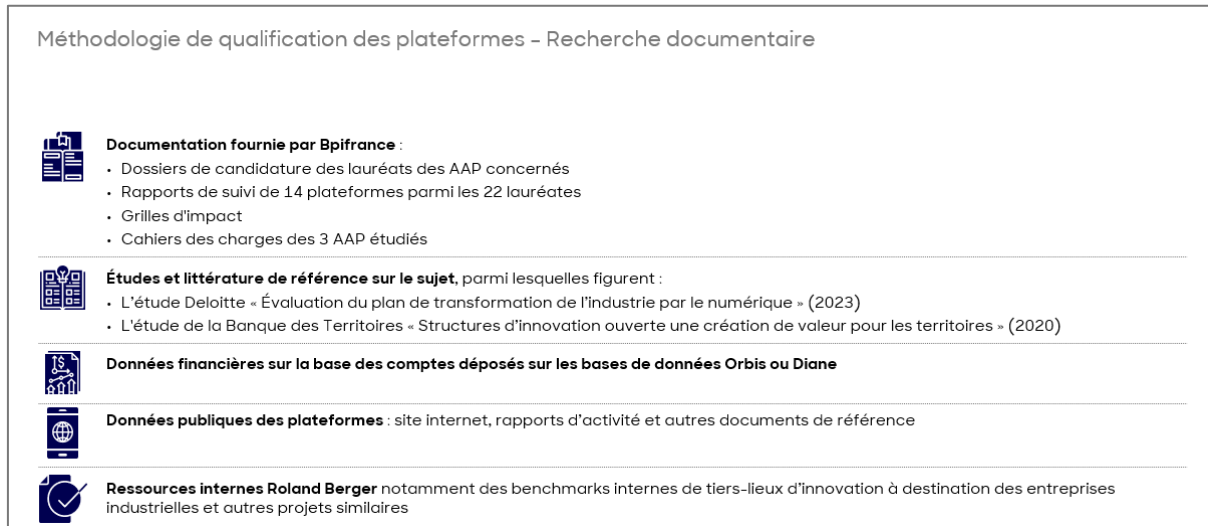 Méthodologie de qualification des plateformes – Recherche documentaire
Documentation fournie par Bpifrance :
• Dossiers de candidature des lauréats des AAP concernés
• Rapports de suivi de 14 plateformes parmi les 22 lauréates
• Grilles d'impact
• Cahiers des charges des 3 AAP étudiés
Études et littérature de référence sur le sujet, parmi lesquelles figurent :
• L'étude Deloitte « Évaluation du plan de transformation de l'industrie par le numérique » (2023)
• L'étude de la Banque des Territoires « Structures d'innovation ouverte une création de valeur pour les territoires » (2020)
Données financières sur la base des comptes déposés sur les bases de données Orbis ou Diane
Données publiques des plateformes : site internet, rapports d'activité et autres documents de référence
Ressources internes Roland Berger notamment des benchmarks internes de tiers-lieux d'innovation à destination des entreprises
industrielles et autres projets similaires